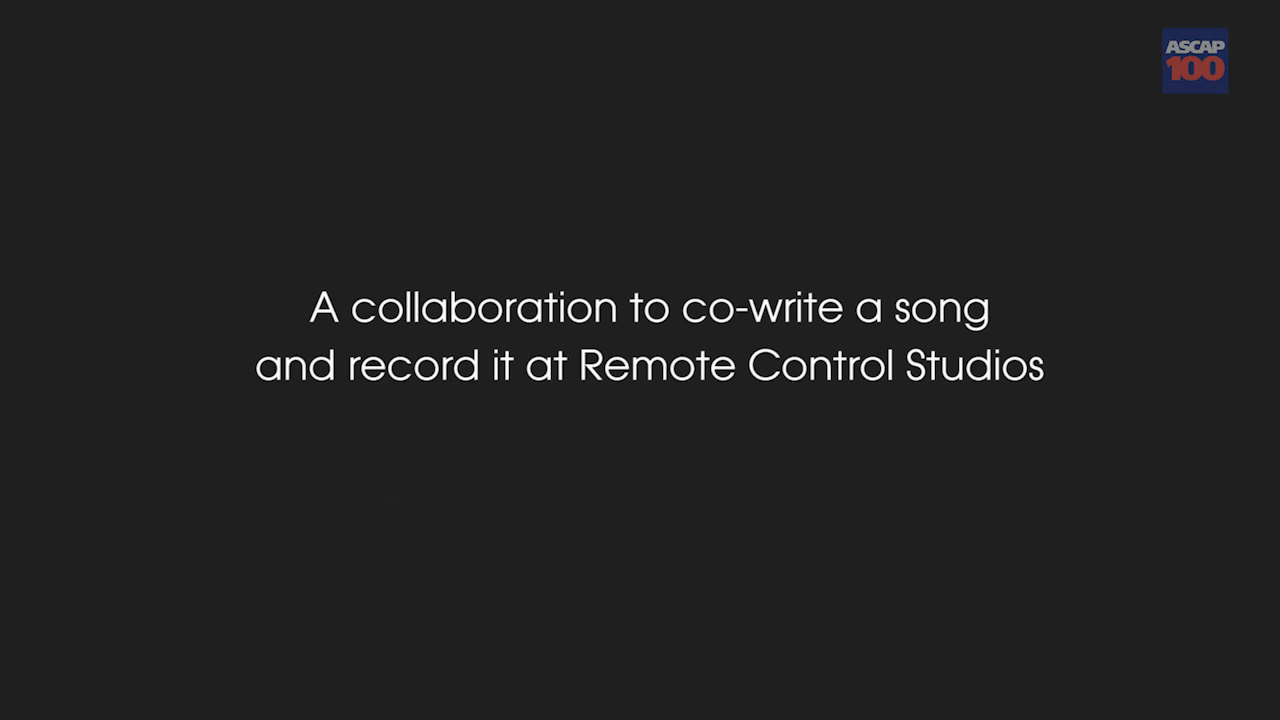 ASCAP
100
A collaboration to co-write a song
and record it at Remote Control Studios